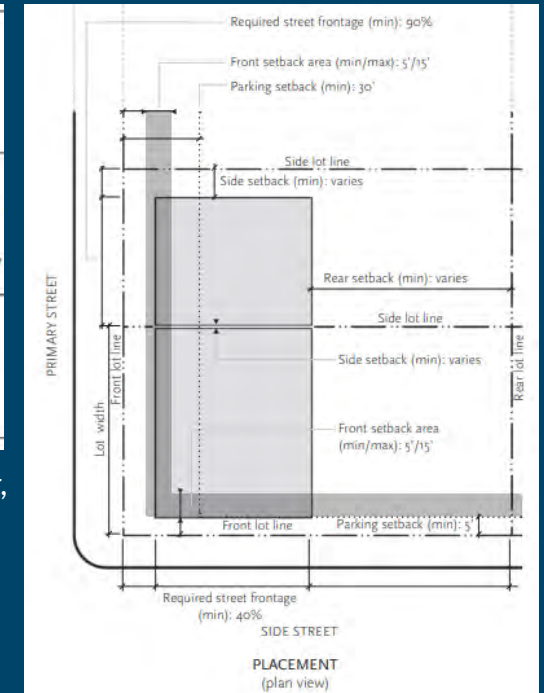 Required street frontage (min): 90%
Front setback area (min/max): 5'/15'
Parking setback (min): 30'
Side lot line
Side setback (min): varies
Rear setback (min): varies
Side lot line
Side setback (min): varies
PRIMARY STREET
Front lot line
Lot width
Rear lot line
Front setback area
(min/max): 5'/15'
Front lot line
Parking setback (min): 5'
Required street frontage
(min): 40%
SIDE STREET
PLACEMENT
(plan view)